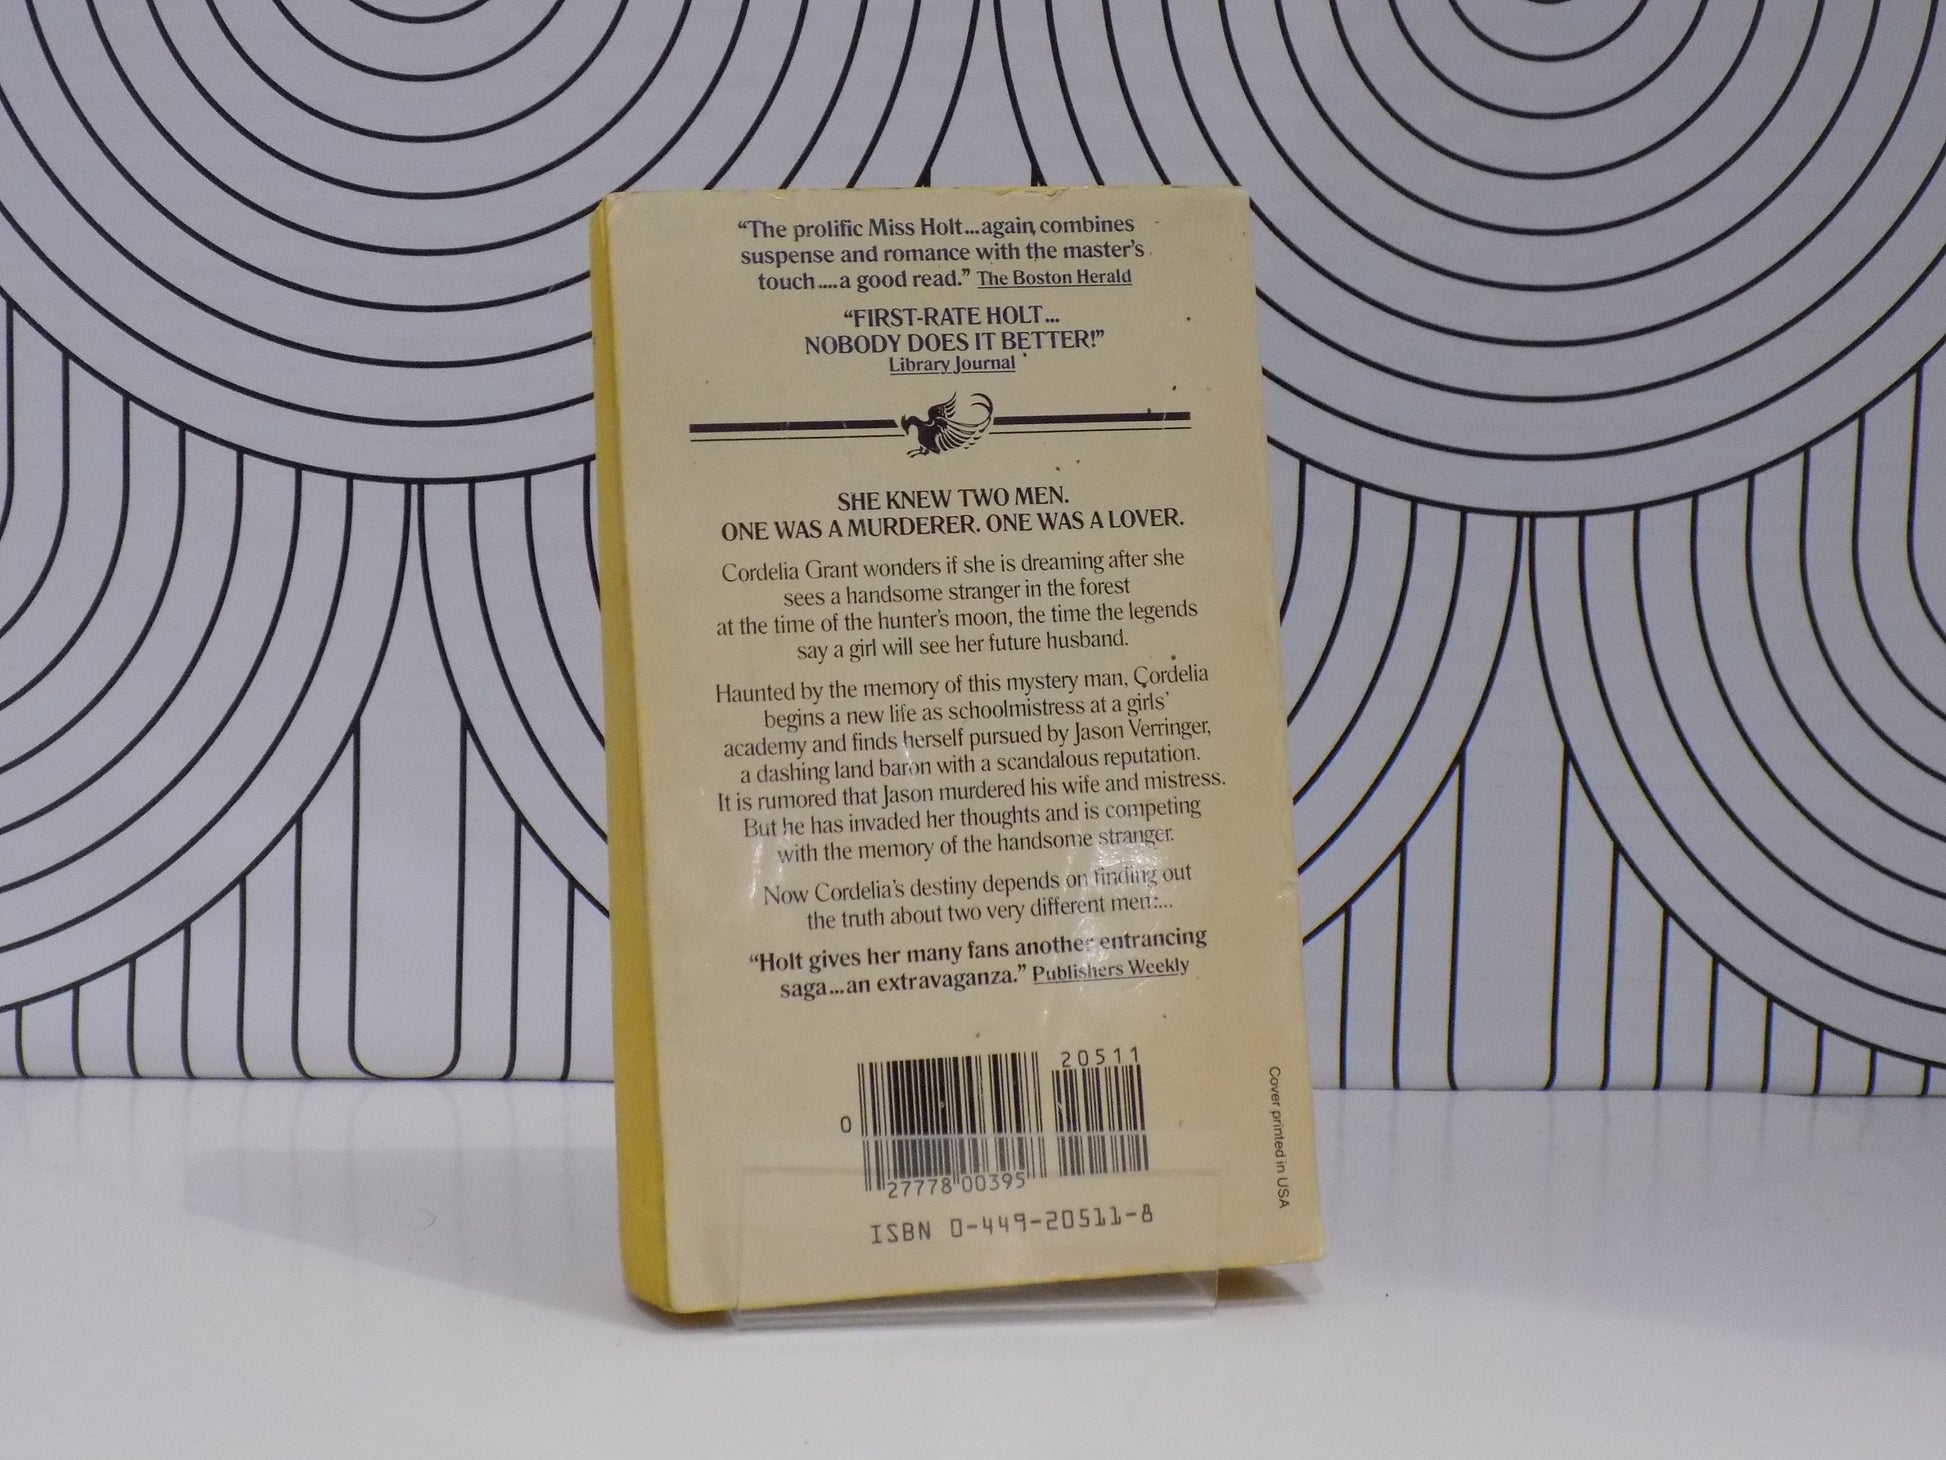 “The prolific Miss Holt...again combines
suspense and romance with the master's
touch....a good read.” The Boston Herald
“FIRST-RATE HOLT...
NOBODY DOES IT BETTER!”
Library Journal
SHE KNEW TWO MEN.
ONE WAS A MURDERER. ONE WAS A LOVER.
Cordelia Grant wonders if she is dreaming after she
sees a handsome stranger in the forest
at the time of the hunter's moon, the time the legends
say a girl will see her future husband.
Haunted by the memory of this mystery man, Cordelia
begins a new life as schoolmistress at a girls'
academy and finds herself pursued by Jason Verringer,
a dashing land baron with a scandalous reputation.
It is rumored that Jason murdered his wife and mistress.
But he has invaded her thoughts and is competing
with the memory of the handsome stranger.
Now Cordelia's destiny depends on finding out
the truth about two very different men....
“Holt gives her many fans another entrancing
saga...an extravaganza.” Publishers Weekly
20511
0
27778 00395
ISBN 0-449-20511-8
Cover printed in USA